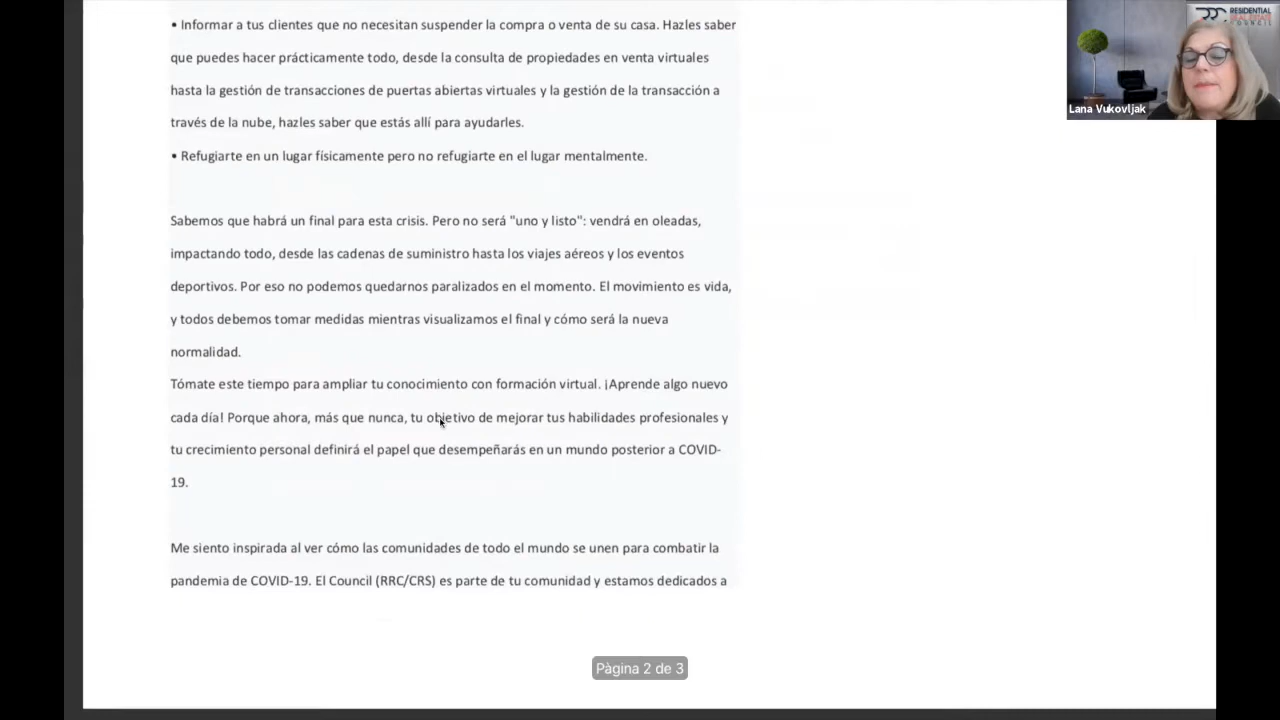 • Informar a tus clientes que no necesitan suspender la compra o venta de su casa. Hazles saber
que puedes hacer prácticamente todo, desde la consulta de propiedades en venta virtuales
hasta la gestión de transacciones de puertas abiertas virtuales y la gestión de la transacción a
través de la nube, hazles saber que estás allí para ayudarles.
• Refugiarte en un lugar físicamente pero no refugiarte en el lugar mentalmente.
Sabemos que habrá un final para esta crisis. Pero no será "uno y listo": vendrá en oleadas,
impactando todo, desde las cadenas de suministro hasta los viajes aéreos y los eventos
deportivos. Por eso no podemos quedarnos paralizados en el momento. El movimiento es vida,
y todos debemos tomar medidas mientras visualizamos el final y cómo será la nueva
normalidad.
Tómate este tiempo para ampliar tu conocimiento con formación virtual. ¡Aprende algo nuevo
cada día! Porque ahora, más que nunca, tu objetivo de mejorar tus habilidades profesionales y
tu crecimiento personal definirá el papel que desempeñarás en un mundo posterior a COVID-
19.
Me siento inspirada al ver cómo las comunidades de todo el mundo se unen para combatir la
pandemia de COVID-19. El Council (RRC/CRS) es parte de tu comunidad y estamos dedicados a
Pàgina 2 de 3
RESIDENTIAL
REAL ESTATE
COUNCIL
Lana Vukovljak